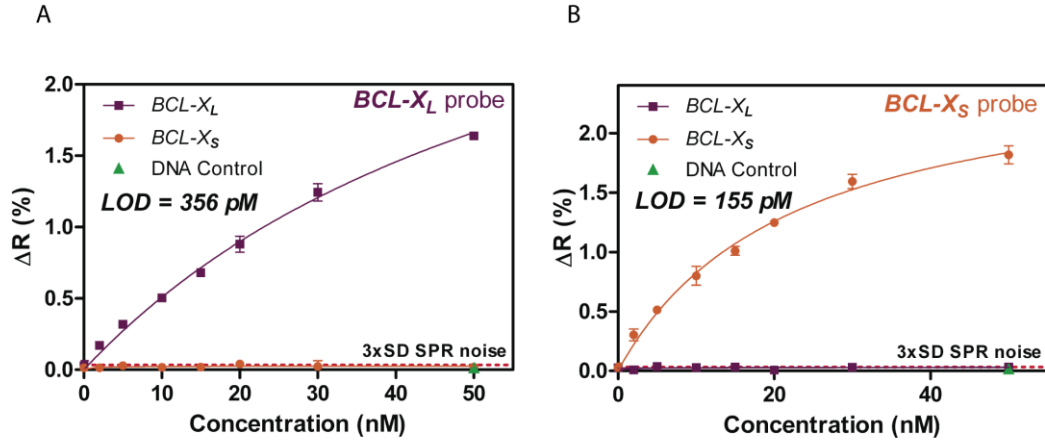 A
BCL-XL probe
BCL-XL
BCL-XS
DNA Control
LOD = 356 pM
3xSD SPR noise
ΔR (%)
2.0
1.5
1.0
0.5
0.0
0 10 20 30 40 50
Concentration (nM)
B
BCL-XS probe
BCL-XL
BCL-XS
DNA Control
LOD = 155 pM
3xSD SPR noise
ΔR (%)
2.0
1.5
1.0
0.5
0.0
0 20 40
Concentration (nM)